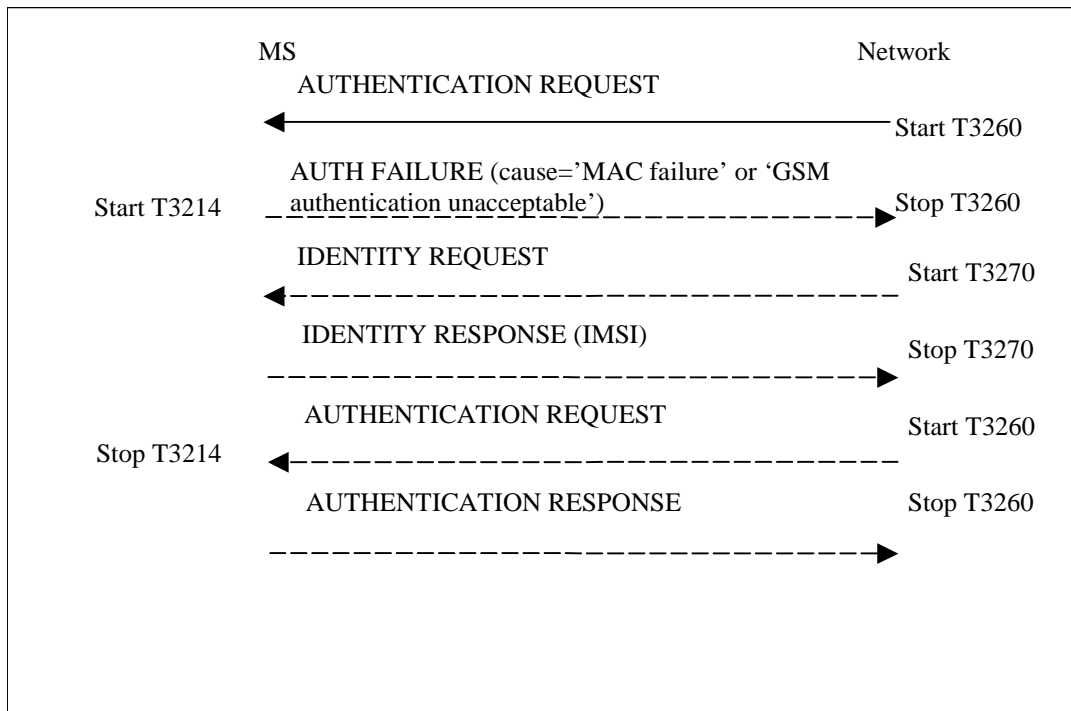 MS Network
AUTHENTICATION REQUEST
Start T3260
AUTH FAILURE (cause=’MAC failure’ or ‘GSM
authentication unacceptable’)
Start T3214
Stop T3260
IDENTITY REQUEST
Start T3270
IDENTITY RESPONSE (IMSI)
Stop T3270
AUTHENTICATION REQUEST
Start T3260
Stop T3214
AUTHENTICATION RESPONSE
Stop T3260